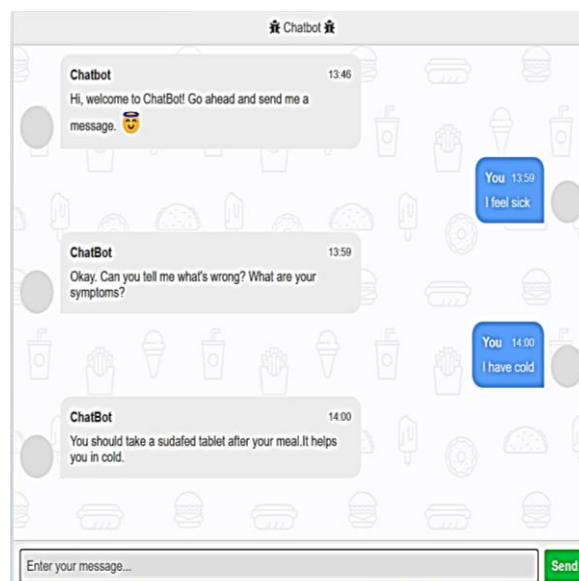 Chatbot
Chatbot 13:46
Hi, welcome to ChatBot! Go ahead and send me a
message.
You 13:59
I feel sick
ChatBot 13:59
Okay. Can you tell me what's wrong? What are your
symptoms?
You 14:00
I have cold
ChatBot 14:00
You should take a sudafed tablet after your meal.It helps
you in cold.
Enter your message... Send